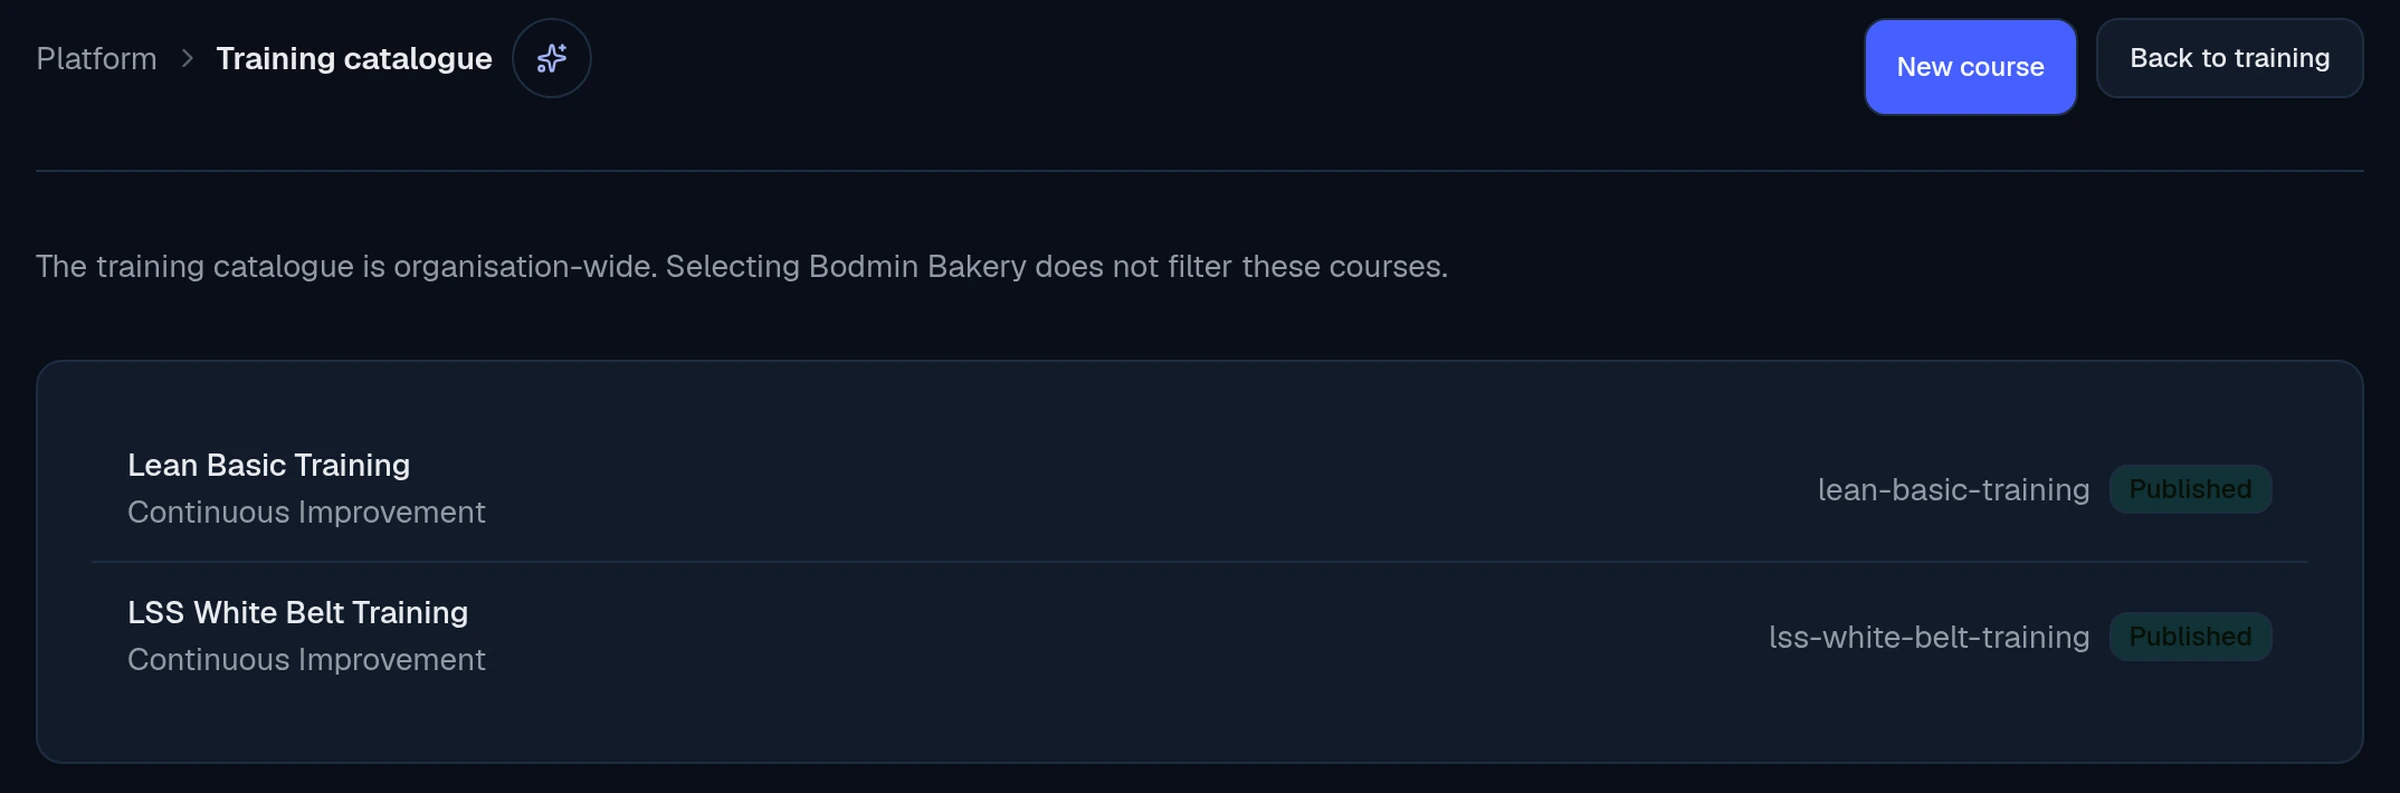 Platform > Training catalogue
New course
Back to training
The training catalogue is organisation-wide. Selecting Bodmin Bakery does not filter these courses.
Lean Basic Training
Continuous Improvement
lean-basic-training Published
LSS White Belt Training
Continuous Improvement
lss-white-belt-training Published